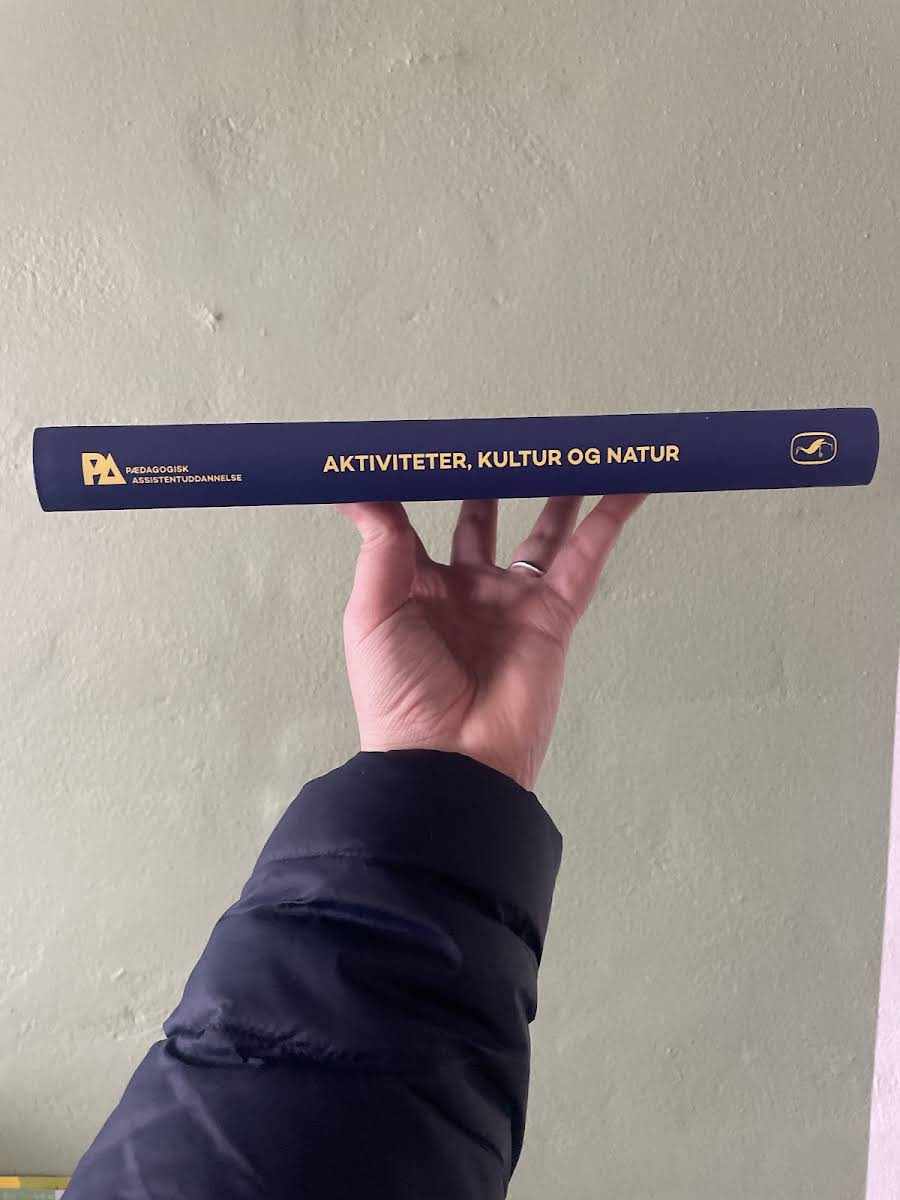 PA
PÆDAGOGISK
ASSISTENTUDDANNELSE
AKTIVITETER, KULTUR OG NATUR